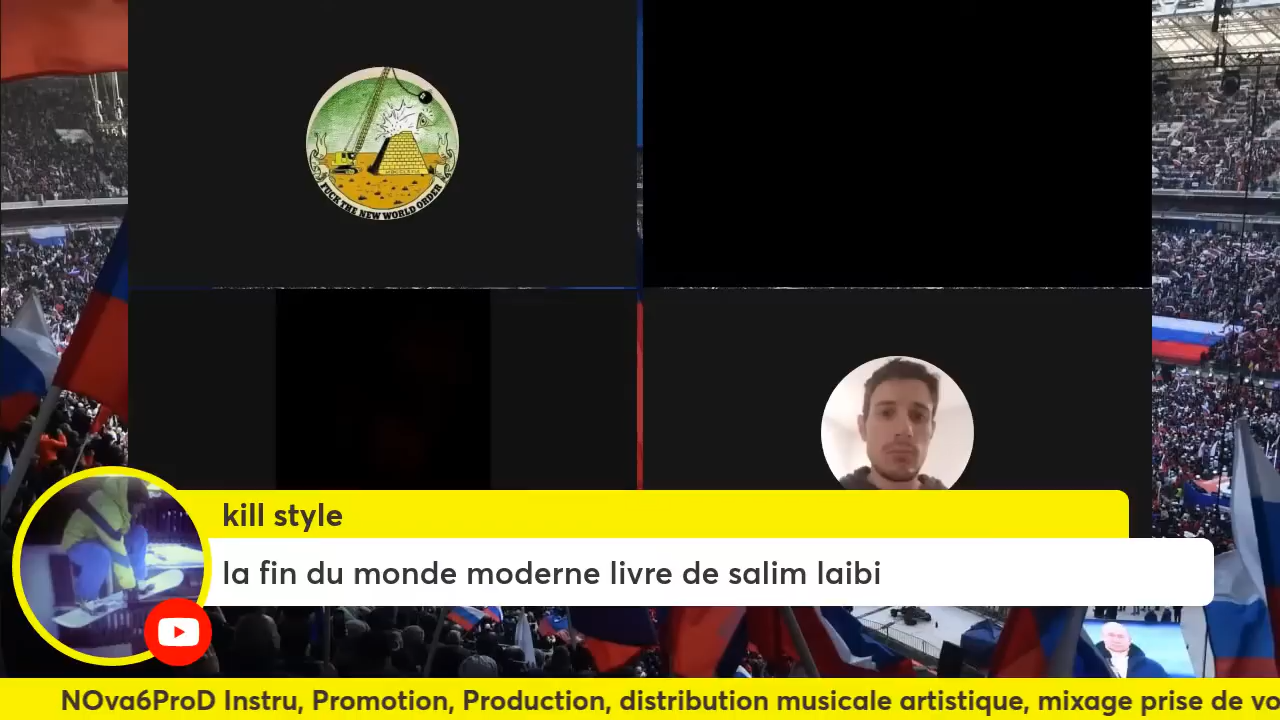 FUCK THE NEW WORLD ORDER
kill style
la fin du monde moderne livre de salim laibi
NOva6ProD Instru, Promotion, Production, distribution musicale artistique, mixage prise de vo